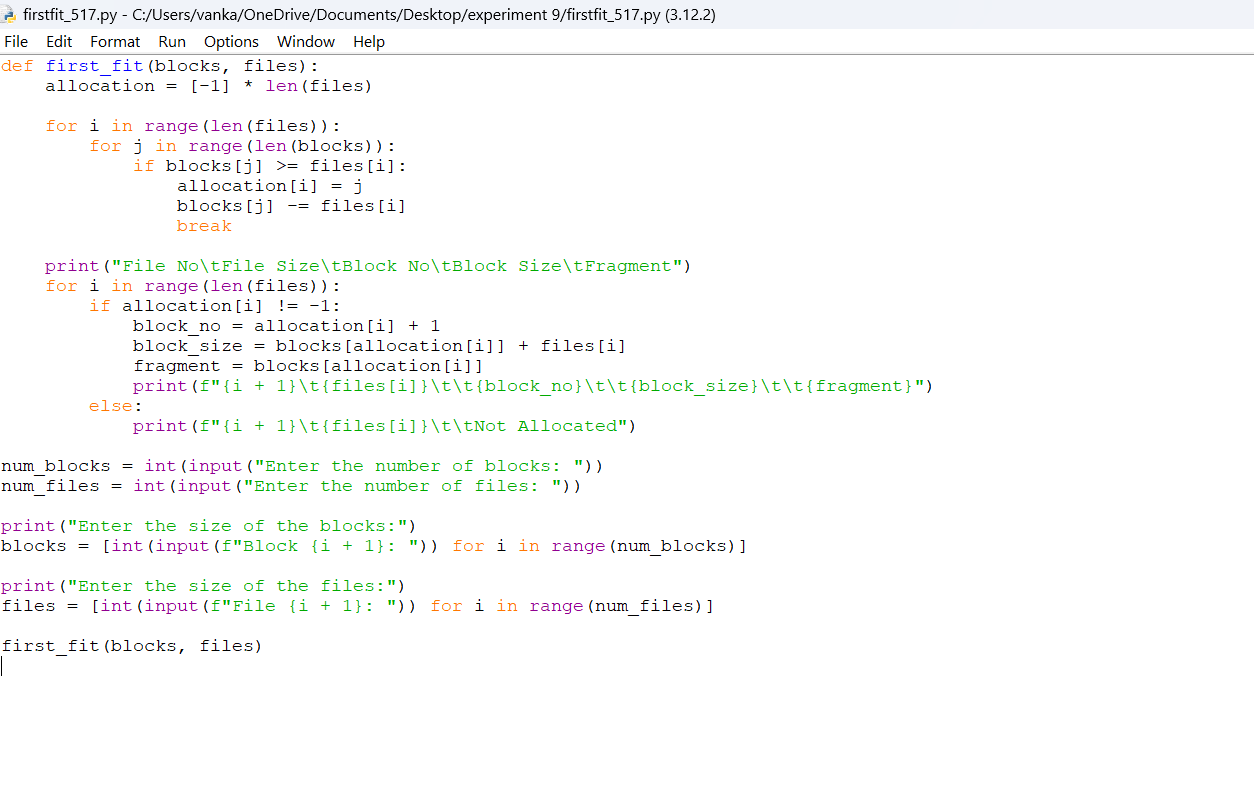 firstfit_517.py - C:/Users/vanka/OneDrive/Documents/Desktop/experiment 9/firstfit_517.py (3.12.2)
File Edit Format Run Options Window Help
def first_fit(blocks, files):
    allocation = [-1] * len(files)

    for i in range(len(files)):
        for j in range(len(blocks)):
            if blocks[j] >= files[i]:
                allocation[i] = j
                blocks[j] -= files[i]
                break

    print("File No\tFile Size\tBlock No\tBlock Size\tFragment")
    for i in range(len(files)):
        if allocation[i] != -1:
            block_no = allocation[i] + 1
            block_size = blocks[allocation[i]] + files[i]
            fragment = blocks[allocation[i]]
            print(f"{i + 1}\t{files[i]}\t\t{block_no}\t\t{block_size}\t\t{fragment}")
        else:
            print(f"{i + 1}\t{files[i]}\t\tNot Allocated")

num_blocks = int(input("Enter the number of blocks: "))
num_files = int(input("Enter the number of files: "))

print("Enter the size of the blocks:")
blocks = [int(input(f"Block {i + 1}: ")) for i in range(num_blocks)]

print("Enter the size of the files:")
files = [int(input(f"File {i + 1}: ")) for i in range(num_files)]

first_fit(blocks, files)